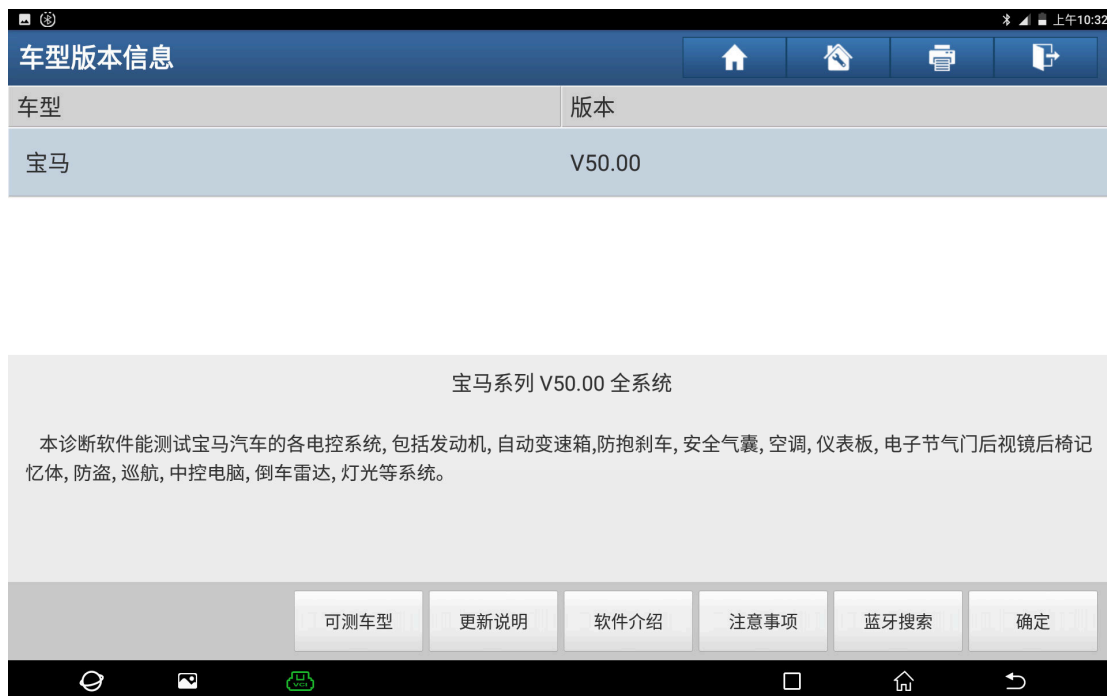 上午10:32
车型版本信息
车型 版本
宝马 V50.00
宝马系列 V50.00 全系统
本诊断软件能测试宝马汽车的各电控系统, 包括发动机, 自动变速箱,防抱刹车, 安全气囊, 空调, 仪表板, 电子节气门后视镜后椅记
忆体, 防盗, 巡航, 中控电脑, 倒车雷达, 灯光等系统。
可测车型 更新说明 软件介绍 注意事项 蓝牙搜索 确定
VCI